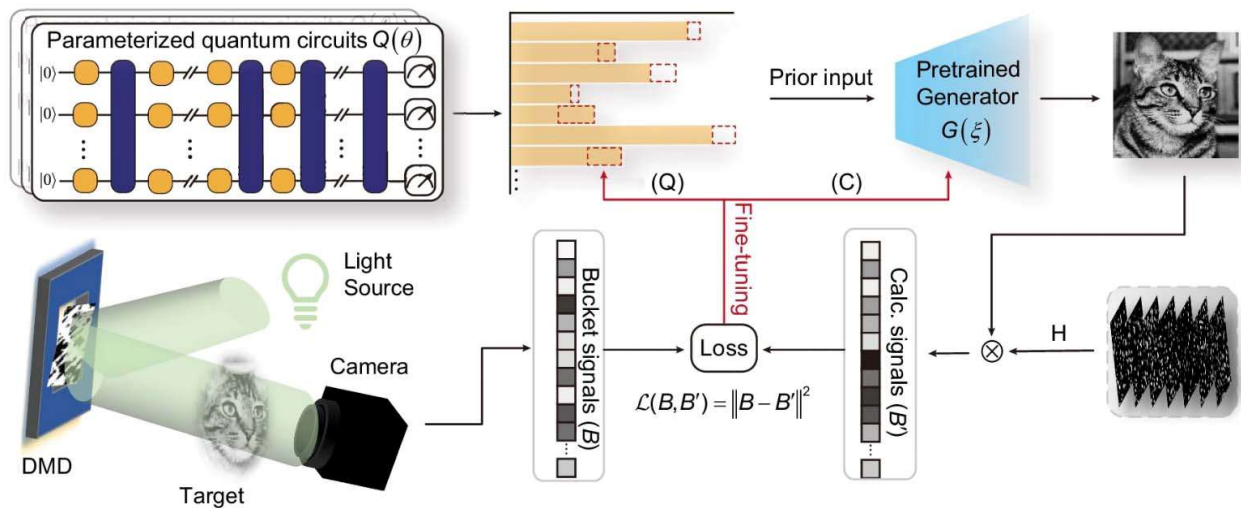 Parameterized quantum circuits Q(θ)
|0⟩
|0⟩
|0⟩
Prior input
Pretrained
Generator
G(ξ)
(Q)
(C)
Fine-tuning
Light
Source
Camera
DMD
Target
Bucket signals (B)
Loss
ℒ(B,B′)=‖B−B′‖²
Calc. signals (B′)
H